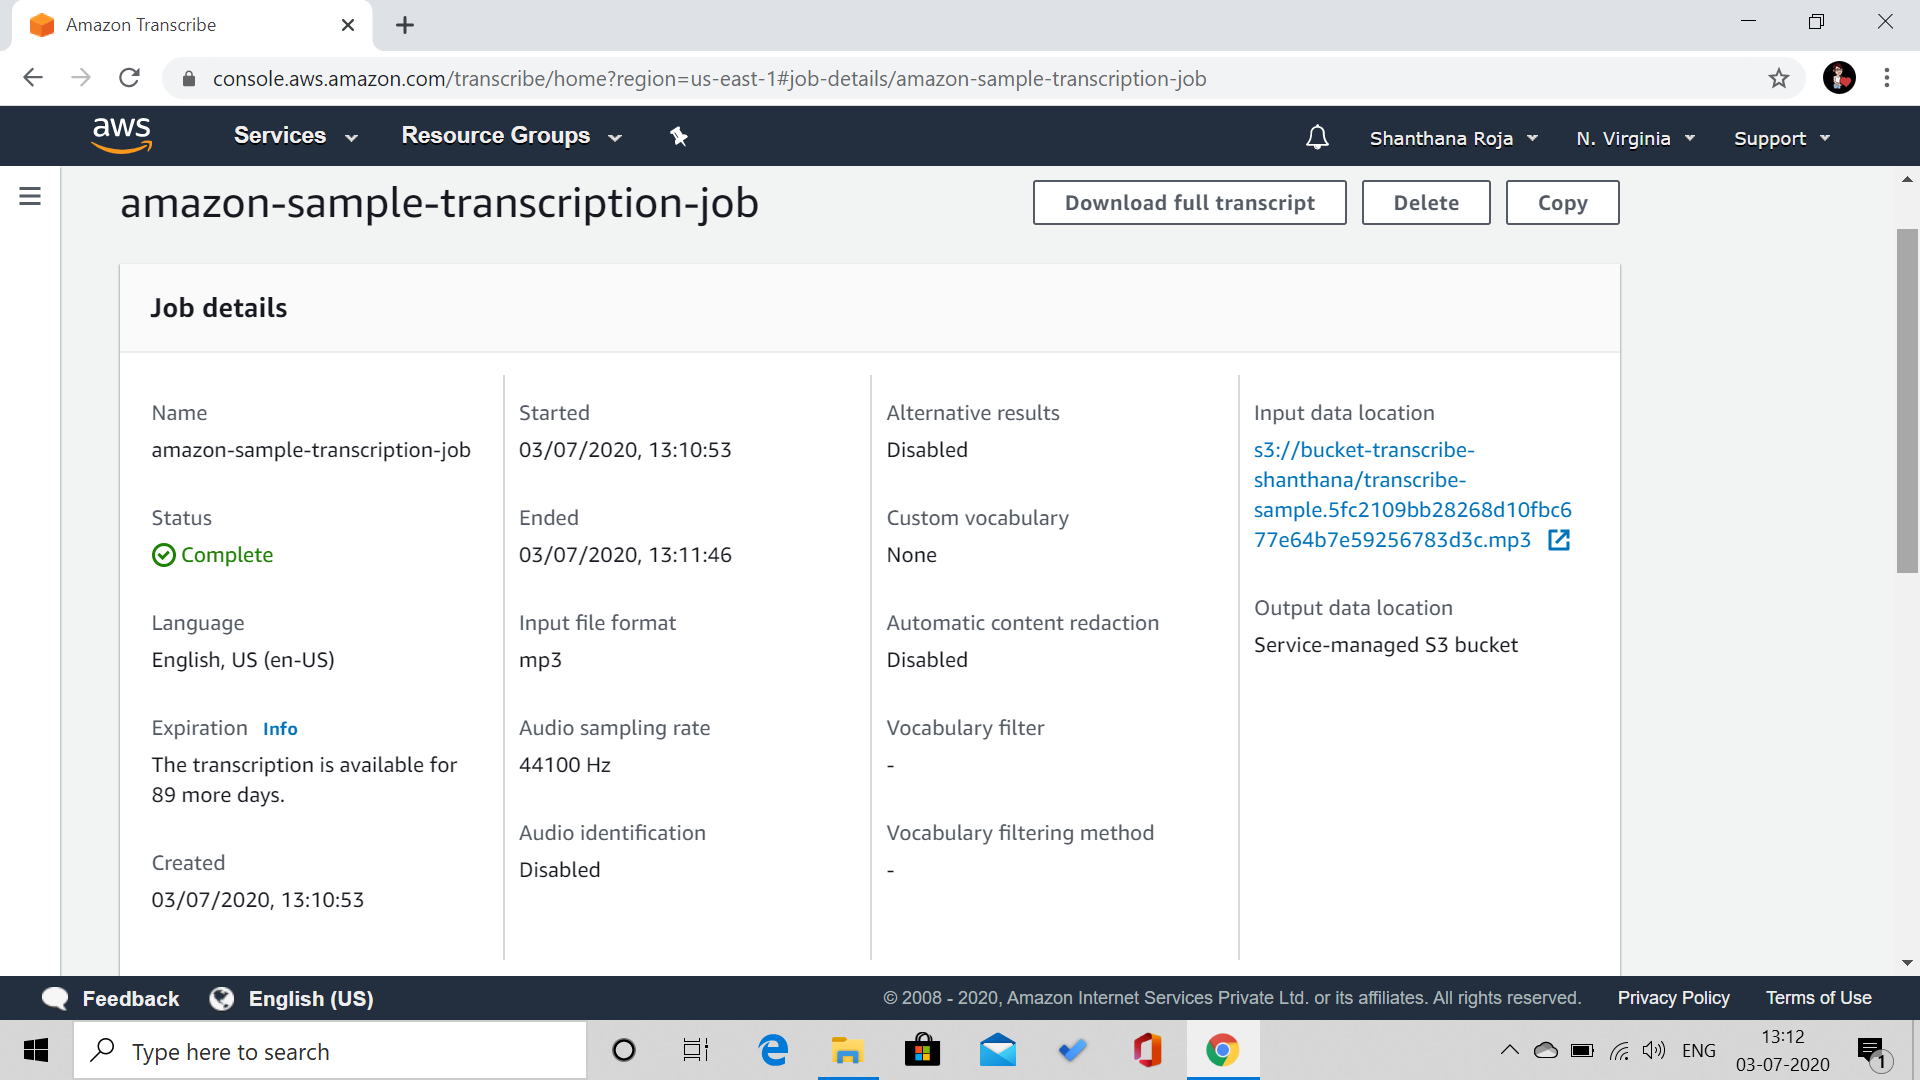 Amazon Transcribe
console.aws.amazon.com/transcribe/home?region=us-east-1#job-details/amazon-sample-transcription-job
aws
Services
Resource Groups
Shanthana Roja
N. Virginia
Support
amazon-sample-transcription-job
Download full transcript
Delete
Copy
Job details
Name
amazon-sample-transcription-job
Status
Complete
Language
English, US (en-US)
Expiration Info
The transcription is available for
89 more days.
Created
03/07/2020, 13:10:53
Started
03/07/2020, 13:10:53
Ended
03/07/2020, 13:11:46
Input file format
mp3
Audio sampling rate
44100 Hz
Audio identification
Disabled
Alternative results
Disabled
Custom vocabulary
None
Automatic content redaction
Disabled
Vocabulary filter
-
Vocabulary filtering method
-
Input data location
s3://bucket-transcribe-
shanthana/transcribe-
sample.5fc2109bb28268d10fbc6
77e64b7e59256783d3c.mp3
Output data location
Service-managed S3 bucket
Feedback
English (US)
© 2008 - 2020, Amazon Internet Services Private Ltd. or its affiliates. All rights reserved.
Privacy Policy
Terms of Use
Type here to search
ENG
13:12
03-07-2020
1